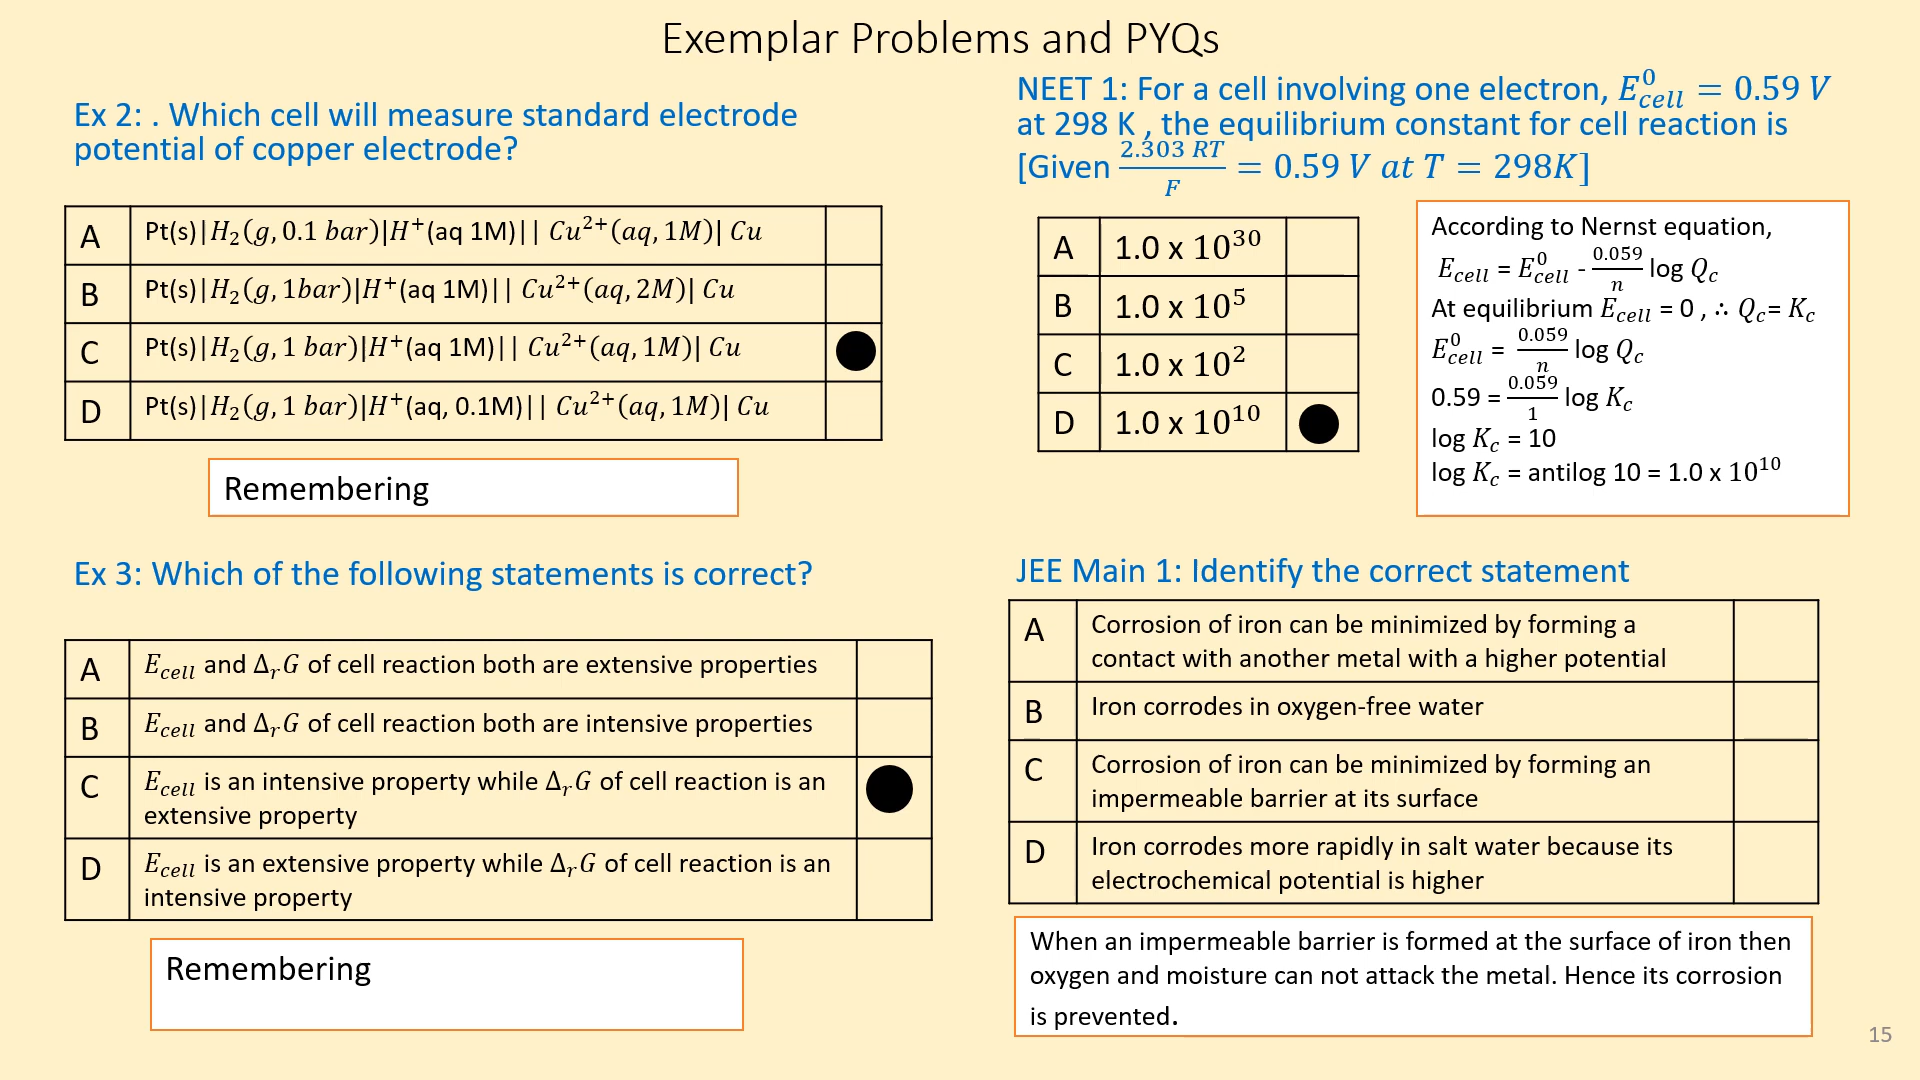 Exemplar Problems and PYQs
Ex 2: . Which cell will measure standard electrode
potential of copper electrode?
A Pt(s)|H₂(g, 0.1 bar)|H⁺(aq 1M)|| Cu²⁺(aq, 1M)| Cu
B Pt(s)|H₂(g, 1bar)|H⁺(aq 1M)|| Cu²⁺(aq, 2M)| Cu
C Pt(s)|H₂(g, 1 bar)|H⁺(aq 1M)|| Cu²⁺(aq, 1M)| Cu
D Pt(s)|H₂(g, 1 bar)|H⁺(aq, 0.1M)|| Cu²⁺(aq, 1M)| Cu
Remembering
NEET 1: For a cell involving one electron, E⁰cell = 0.59 V
at 298 K , the equilibrium constant for cell reaction is
[Given 2.303 RT/F = 0.59 V at T = 298K]
A 1.0 x 10³⁰
B 1.0 x 10⁵
C 1.0 x 10²
D 1.0 x 10¹⁰
According to Nernst equation,
Ecell = E⁰cell - 0.059/n log Qc
At equilibrium Ecell = 0 , ∴ Qc= Kc
E⁰cell = 0.059/n log Qc
0.59 = 0.059/1 log Kc
log Kc = 10
log Kc = antilog 10 = 1.0 x 10¹⁰
Ex 3: Which of the following statements is correct?
A Ecell and ΔrG of cell reaction both are extensive properties
B Ecell and ΔrG of cell reaction both are intensive properties
C Ecell is an intensive property while ΔrG of cell reaction is an
extensive property
D Ecell is an extensive property while ΔrG of cell reaction is an
intensive property
Remembering
JEE Main 1: Identify the correct statement
A Corrosion of iron can be minimized by forming a
contact with another metal with a higher potential
B Iron corrodes in oxygen-free water
C Corrosion of iron can be minimized by forming an
impermeable barrier at its surface
D Iron corrodes more rapidly in salt water because its
electrochemical potential is higher
When an impermeable barrier is formed at the surface of iron then
oxygen and moisture can not attack the metal. Hence its corrosion
is prevented.
15